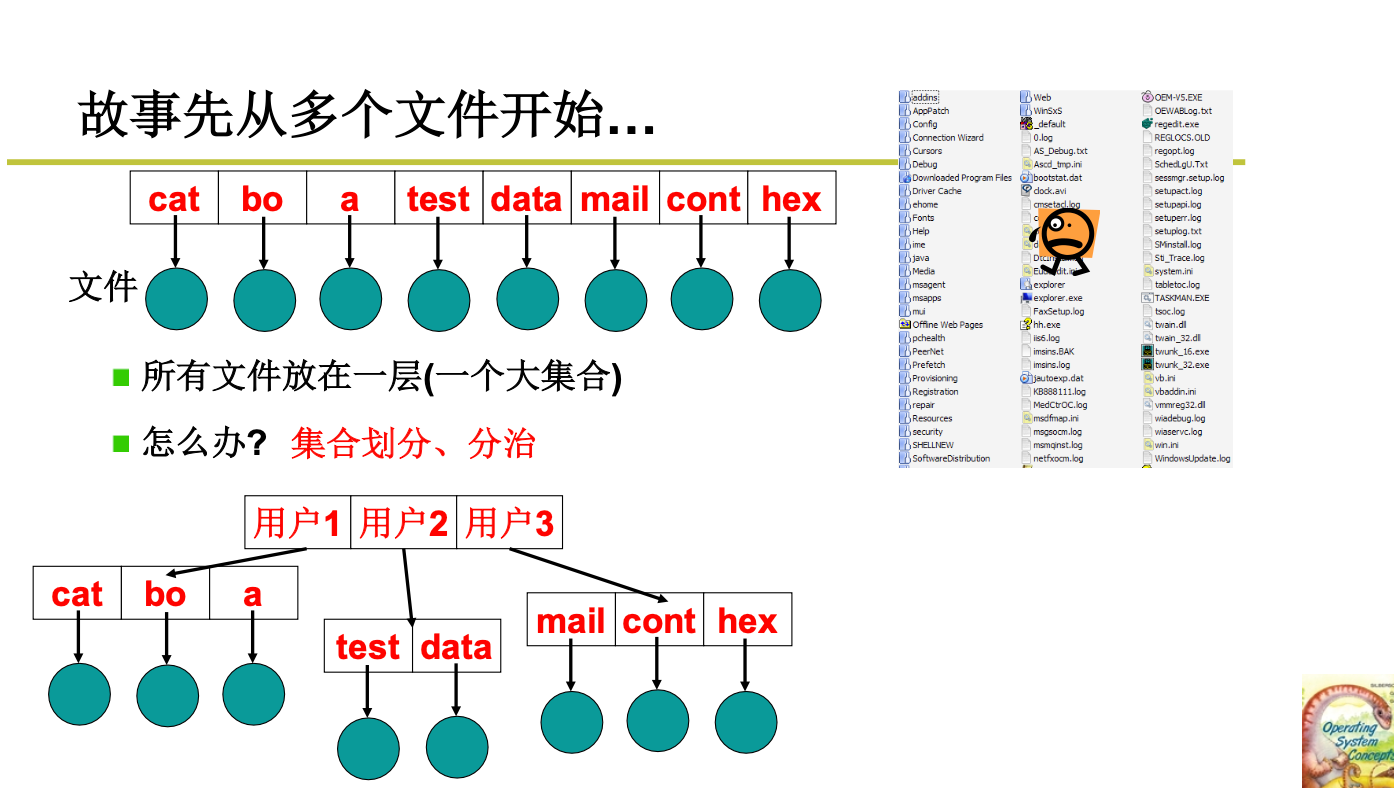 故事先从多个文件开始...
cat bo a test data mail cont hex
文件
所有文件放在一层(一个大集合)
怎么办? 集合划分、分治
用户1 用户2 用户3
cat bo a
test data
mail cont hex
addins
AppPatch
Config
Connection Wizard
Cursors
Debug
Downloaded Program Files
Driver Cache
ehome
Fonts
Help
ime
java
Media
msagent
msapps
mui
Offline Web Pages
pchealth
PeerNet
Prefetch
Provisioning
Registration
repair
Resources
security
SHELLNEW
SoftwareDistribution
Web
WinSxS
_default
0.log
AS_Debug.txt
Ascd_tmp.ini
bootstat.dat
clock.avi
cmsetacl.log
explorer
explorer.exe
FaxSetup.log
hh.exe
iis6.log
imsins.BAK
imsins.log
jautoexp.dat
KB888111.log
MedCtrOC.log
msdfmap.ini
msgsocm.log
msmqinst.log
netfxocm.log
OEM-V5.EXE
OEWABLog.txt
regedit.exe
REGLOCS.OLD
regopt.log
SchedLgU.Txt
sessmgr.setup.log
setupact.log
setupapi.log
setuperr.log
setuplog.txt
SMinstall.log
Sti_Trace.log
system.ini
tabletoc.log
TASKMAN.EXE
tsoc.log
twain.dll
twain_32.dll
twunk_16.exe
twunk_32.exe
vb.ini
vbaddin.ini
vmmreg32.dll
wiadebug.log
wiaservc.log
win.ini
WindowsUpdate.log
Operating
System
Concepts